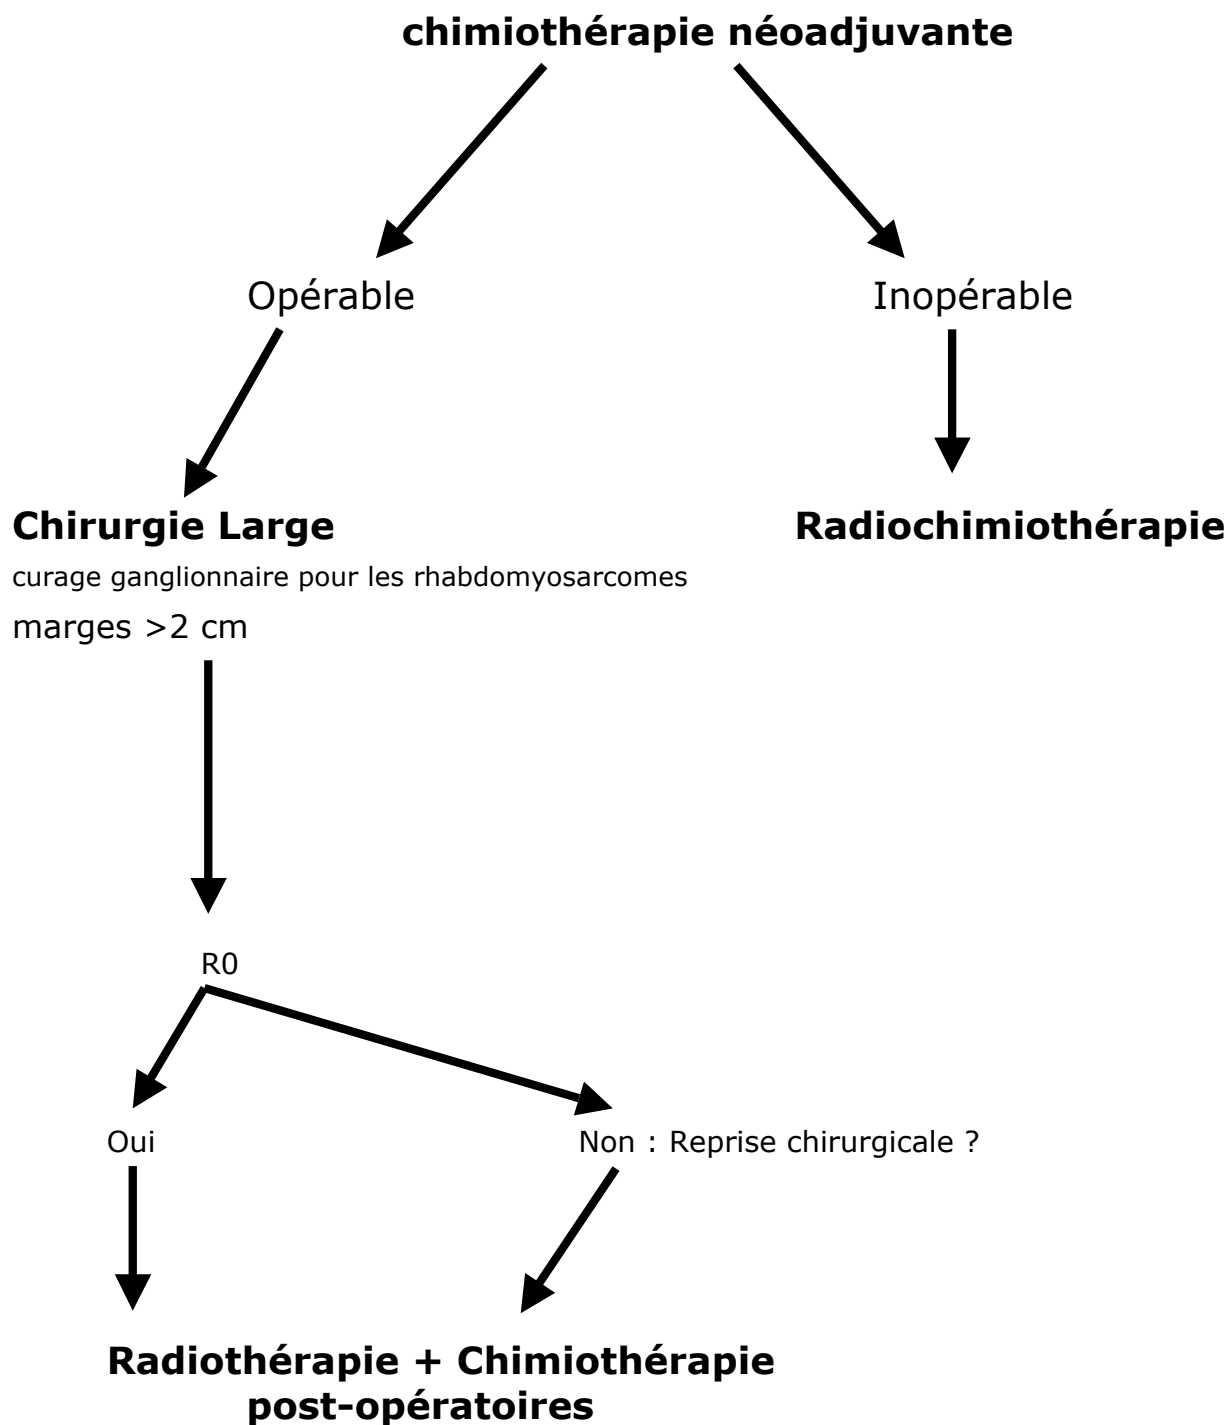 chimiothérapie néoadjuvante
Opérable
Inopérable
Chirurgie Large
Radiochimiothérapie
curage ganglionnaire pour les rhabdomyosarcomes
marges >2 cm
R0
Oui
Non : Reprise chirurgicale ?
Radiothérapie + Chimiothérapie
post-opératoires